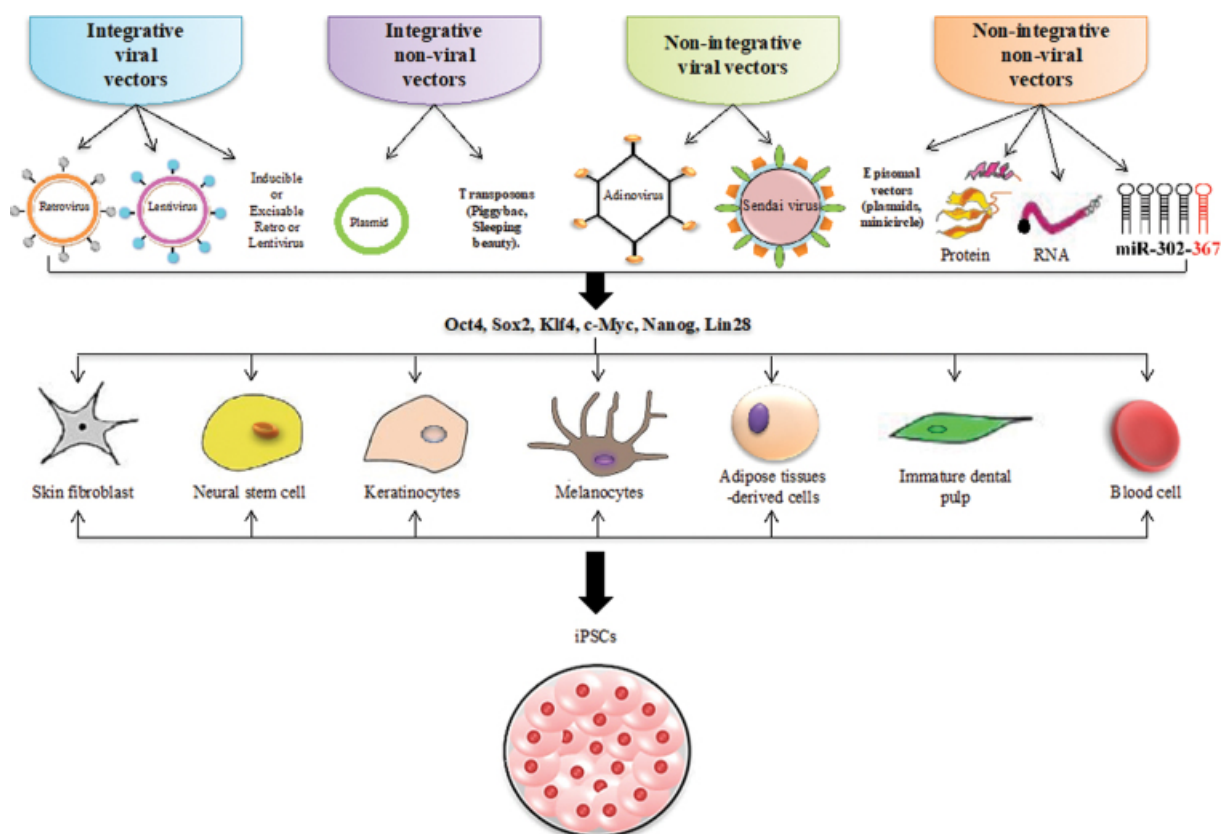 Integrative
viral
vectors
Integrative
non-viral
vectors
Non-integrative
viral vectors
Non-integrative
non-viral
vectors
Retrovirus
Lentivirus
Inducible
or
Excisable
Retro or
Lentivirus
Plasmid
Transposons
(Piggybac,
Sleeping
beauty).
Adinovirus
Sendai virus
Episomal
vectors
(plasmids,
minicircle)
Protein
RNA
miR-302-367
Oct4, Sox2, Klf4, c-Myc, Nanog, Lin28
Skin fibroblast
Neural stem cell
Keratinocytes
Melanocytes
Adipose tissues
-derived cells
Immature dental
pulp
Blood cell
iPSCs